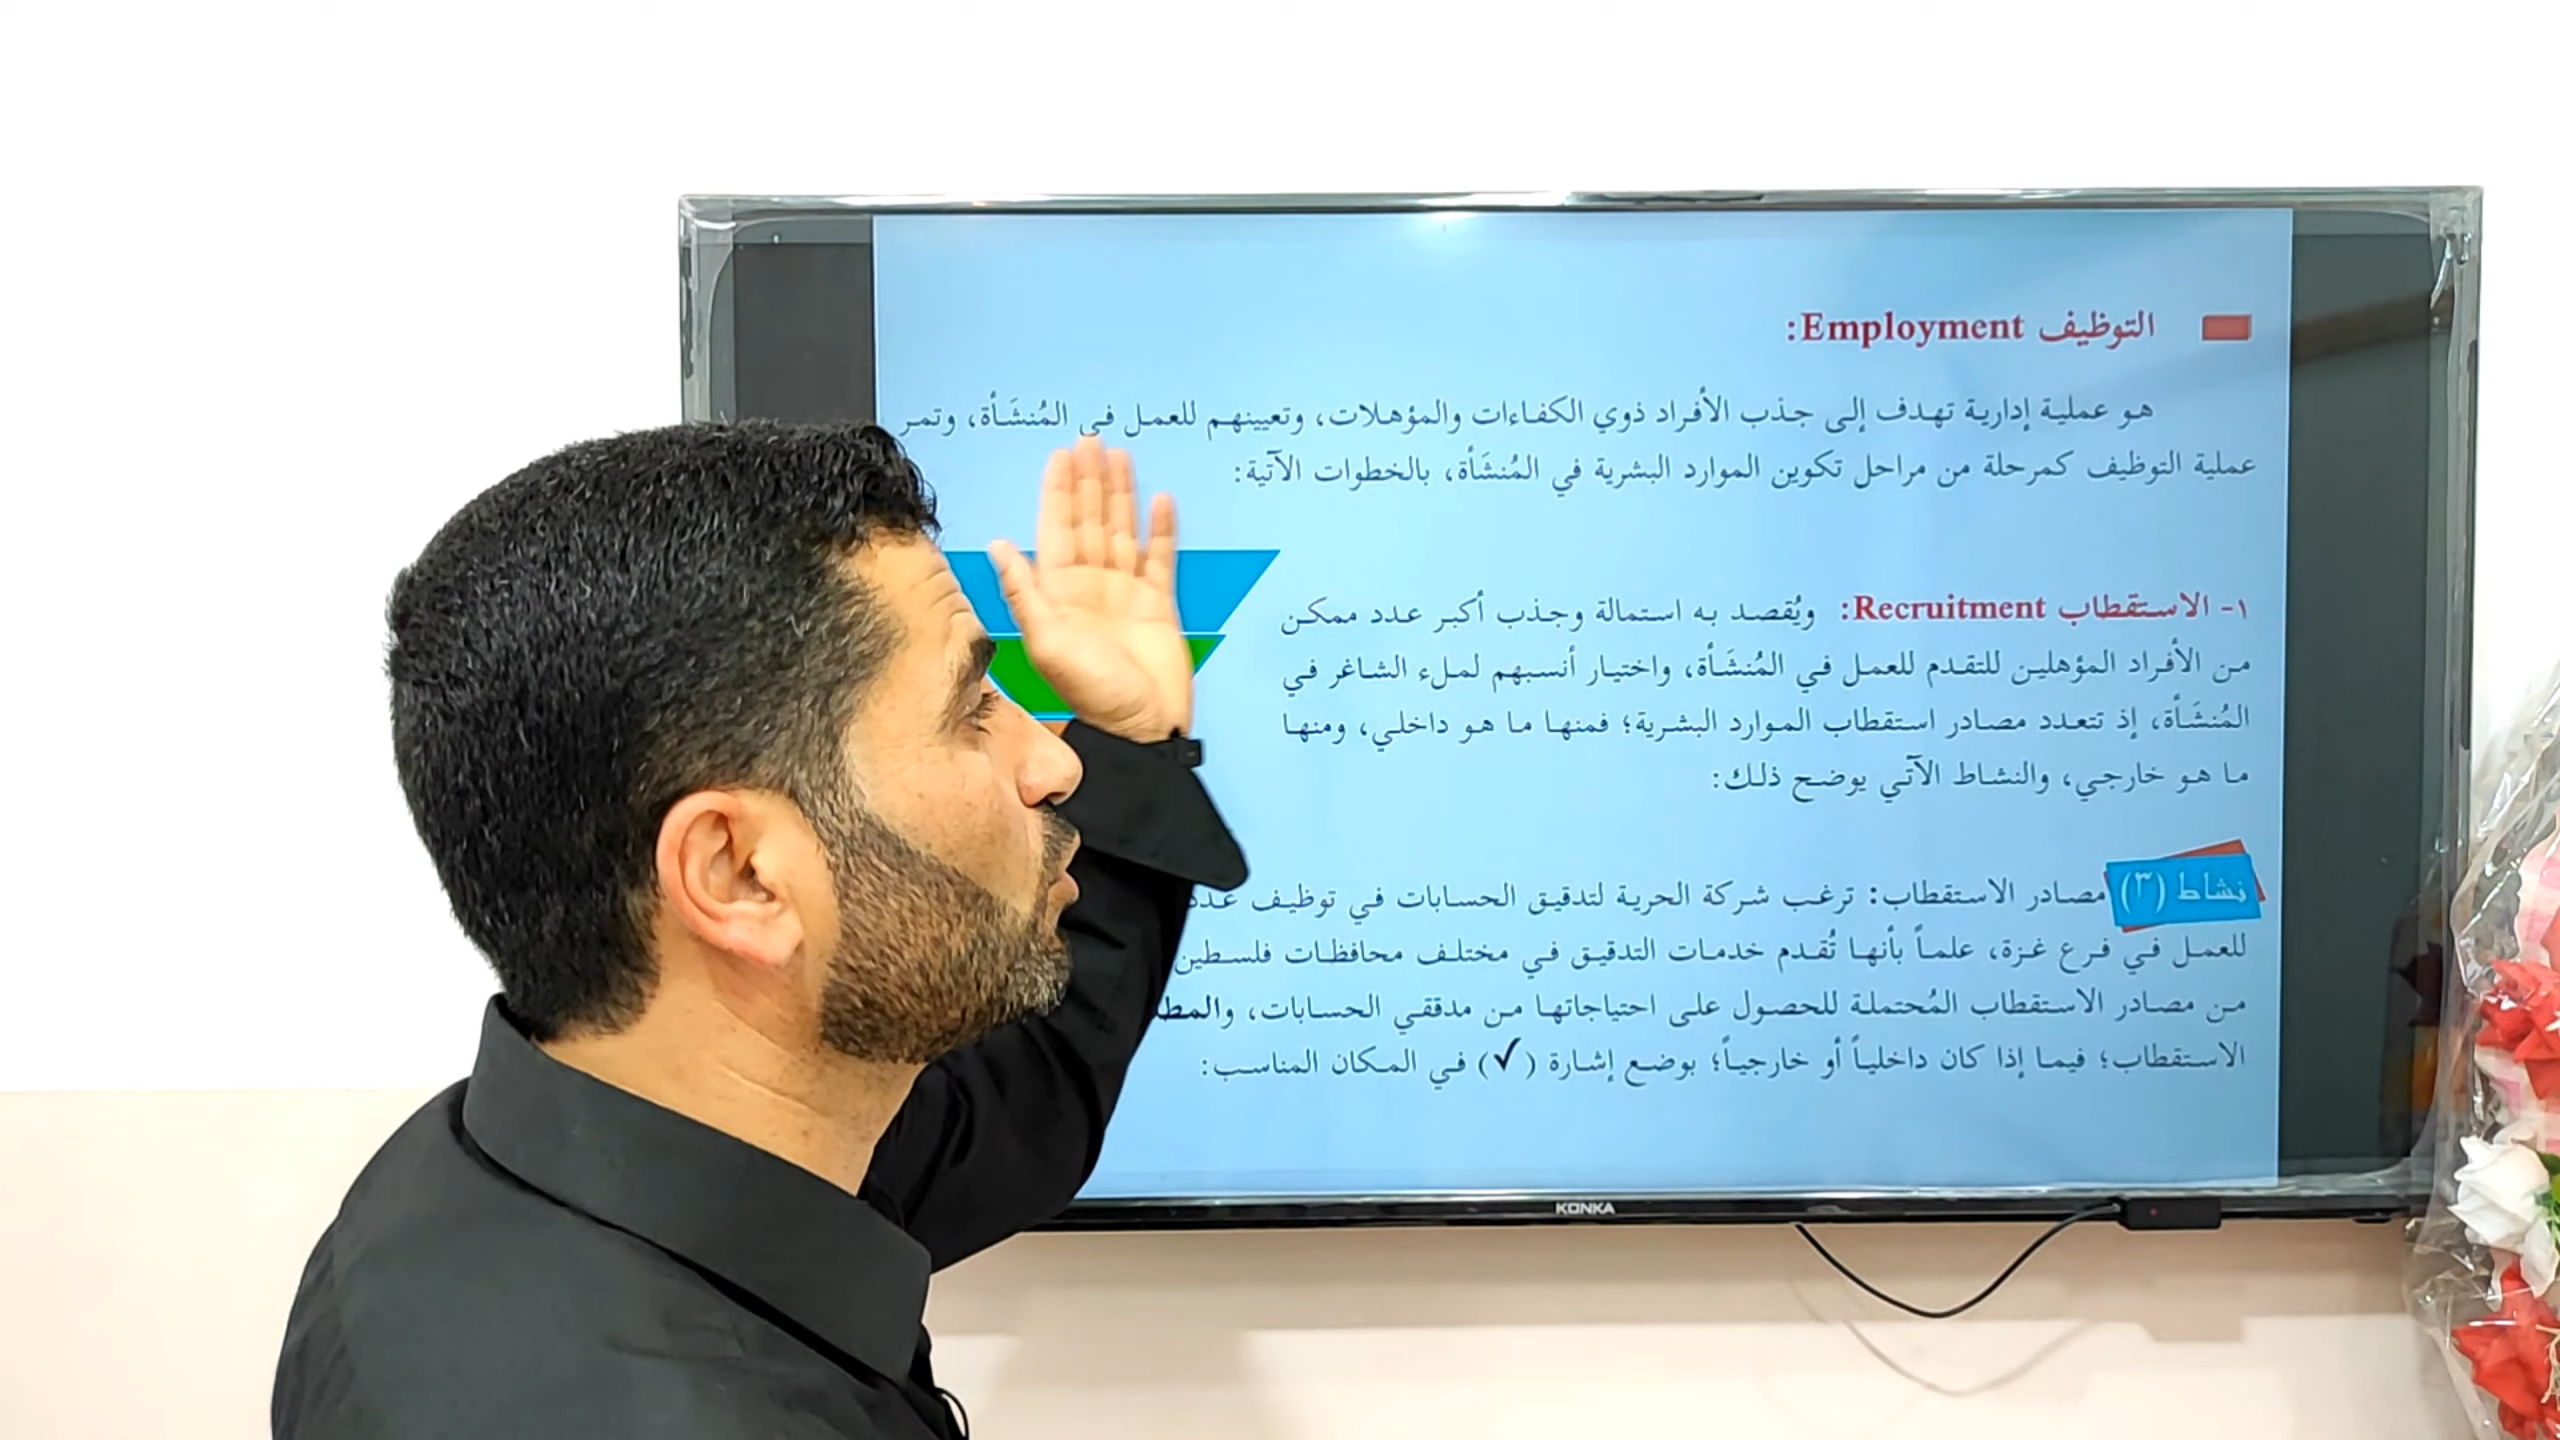 التوظيف Employment:
هو عملية إدارية تهدف إلى جذب الأفراد ذوي الكفاءات والمؤهلات، وتعيينهم للعمل في المُنشَأة، وتمر
عملية التوظيف كمرحلة من مراحل تكوين الموارد البشرية في المُنشَأة، بالخطوات الآتية:
١- الاستقطاب Recruitment: ويُقصد به استمالة وجذب أكبر عدد ممكن
من الأفراد المؤهلين للتقدم للعمل في المُنشَأة، واختيار أنسبهم لملء الشاغر في
المُنشَأة، إذ تتعدد مصادر استقطاب الموارد البشرية؛ فمنها ما هو داخلي، ومنها
ما هو خارجي، والنشاط الآتي يوضح ذلك:
نشاط (٣) مصادر الاستقطاب: ترغب شركة الحرية لتدقيق الحسابات في توظيف عدد
للعمل في فرع غزة، علماً بأنها تُقدم خدمات التدقيق في مختلف محافظات فلسطين
من مصادر الاستقطاب المُحتملة للحصول على احتياجاتها من مدققي الحسابات،
الاستقطاب؛ فيما إذا كان داخلياً أو خارجياً؛ بوضع إشارة (✓) في المكان المناسب:
KONKA